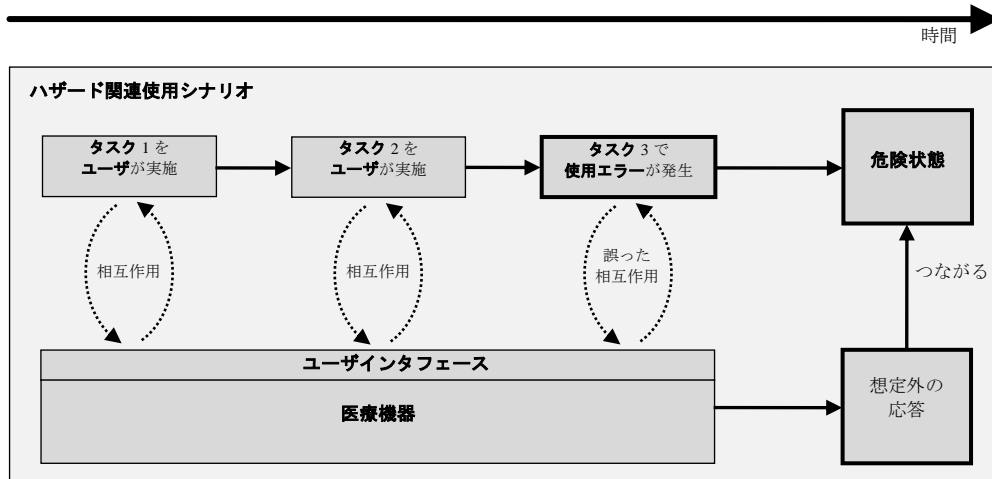 時間
ハザード関連使用シナリオ
タスク 1 を
ユーザが実施
タスク 2 を
ユーザが実施
タスク 3 で
使用エラーが発生
危険状態
相互作用
相互作用
誤った
相互作用
つながる
ユーザインタフェース
医療機器
想定外の
応答